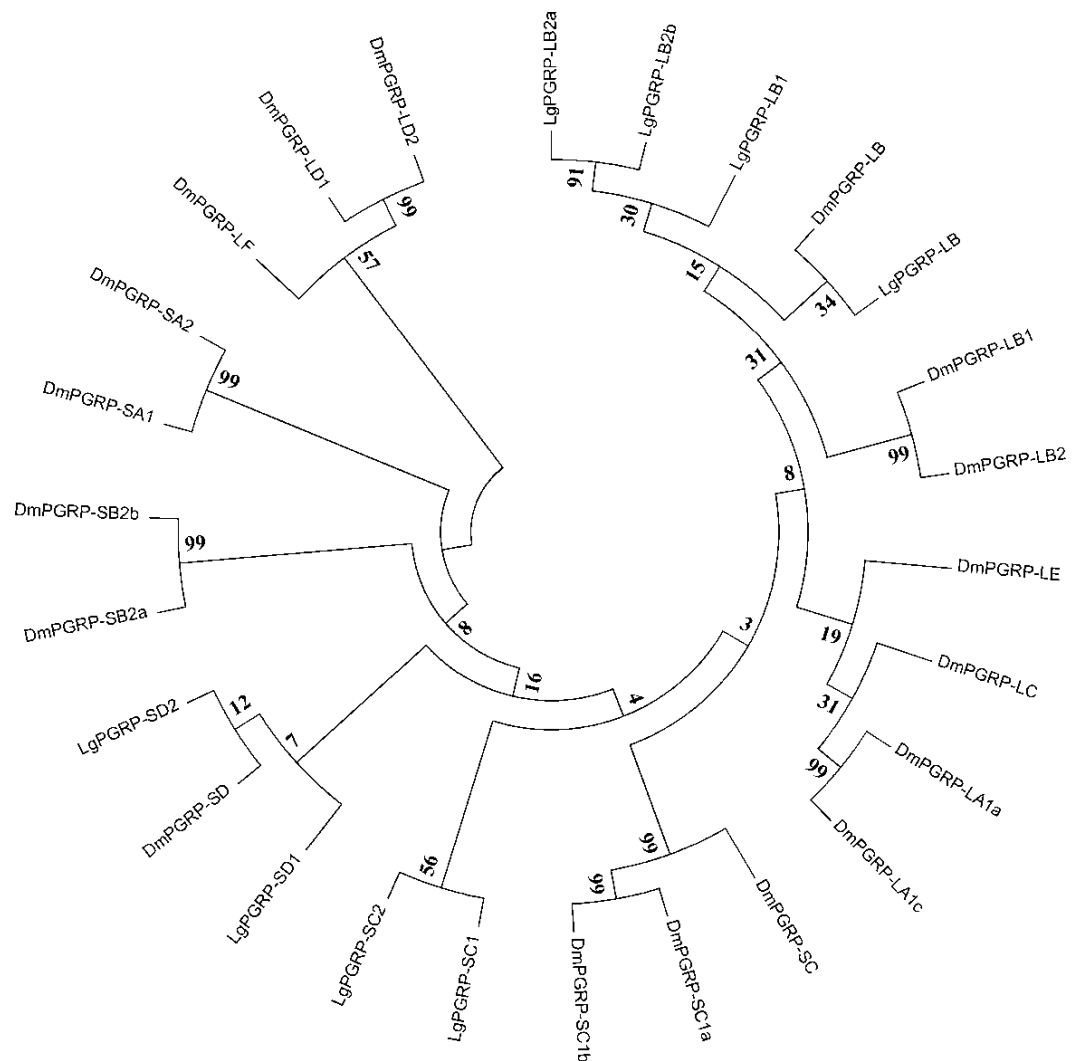 LgPGRP-LB2a
LgPGRP-LB2b
LgPGRP-LB1
DmPGRP-LB
LgPGRP-LB
DmPGRP-LB1
DmPGRP-LB2
DmPGRP-LE
DmPGRP-LC
DmPGRP-LA1a
DmPGRP-LA1c
DmPGRP-SC
DmPGRP-SC1a
DmPGRP-SC1b
LgPGRP-SC1
LgPGRP-SC2
LgPGRP-SD1
DmPGRP-SD
LgPGRP-SD2
DmPGRP-SB2a
DmPGRP-SB2b
DmPGRP-SA1
DmPGRP-SA2
DmPGRP-LF
DmPGRP-LD1
DmPGRP-LD2
91
30
15
34
31
99
8
19
31
99
3
99
99
4
56
16
7
12
8
99
99
57
99